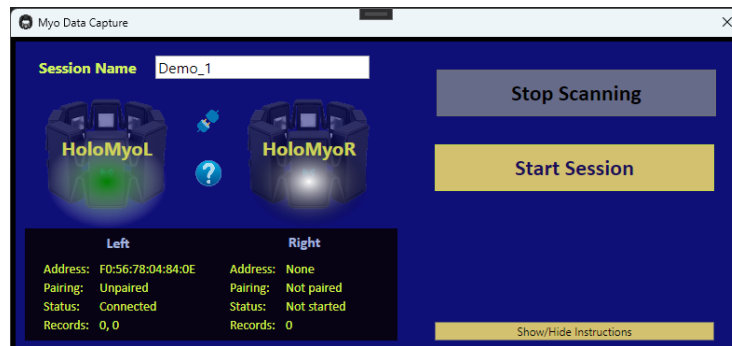 Myo Data Capture
Session Name Demo_1
HoloMyoL
HoloMyoR
?
Stop Scanning
Start Session
Left Right
Address: F0:56:78:04:84:0E Address: None
Pairing: Unpaired Pairing: Not paired
Status: Connected Status: Not started
Records: 0, 0 Records: 0
Show/Hide Instructions